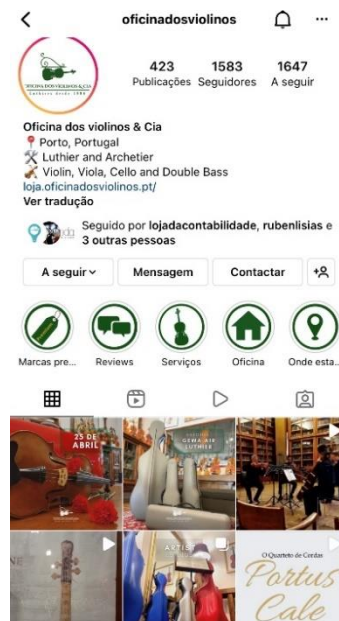 oficinadosviolinos
423 1583 1647
Publicações Seguidores A seguir
OFICINA DOS VIOLINOS & CIA
Oficina dos violinos & Cia
Porto, Portugal
Luthier and Archetier
Violin, Viola, Cello and Double Bass
loja.oficinadosviolinos.pt/
Ver tradução
Seguido por lojadacontabilidade, rubenlisias e
3 outras pessoas
A seguir Mensagem Contactar
Marcas pre... Reviews Serviços Oficina Onde esta...
25 DE
ABRIL
LUTHIER
ARTIST
O Quarteto de Cordas
Portus
Cale